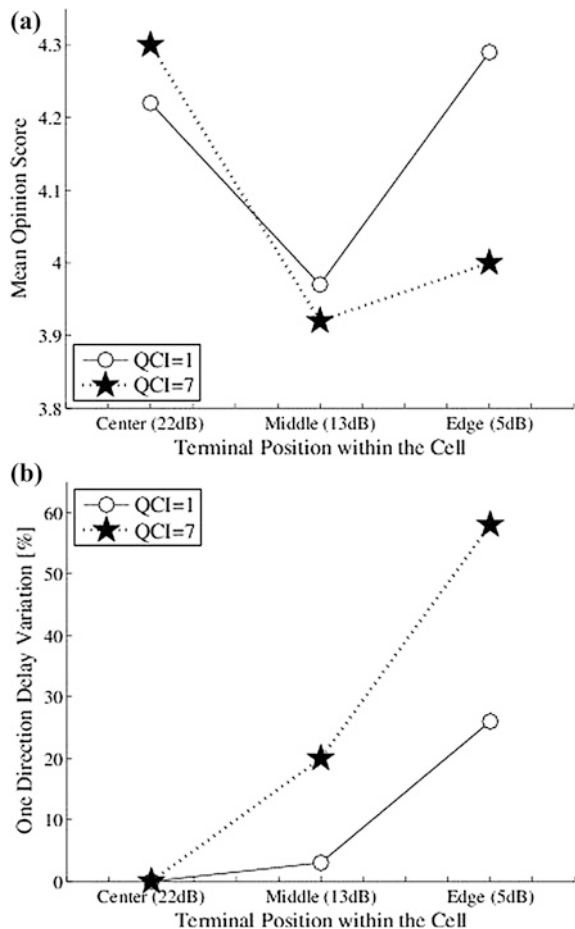 (a)
4.3
4.2
4.1
4
3.9
3.8
Mean Opinion Score
QCI=1
QCI=7
Center (22dB) Middle (13dB) Edge (5dB)
Terminal Position within the Cell
(b)
60
50
40
30
20
10
0
One Direction Delay Variation [%]
QCI=1
QCI=7
Center (22dB) Middle (13dB) Edge (5dB)
Terminal Position within the Cell